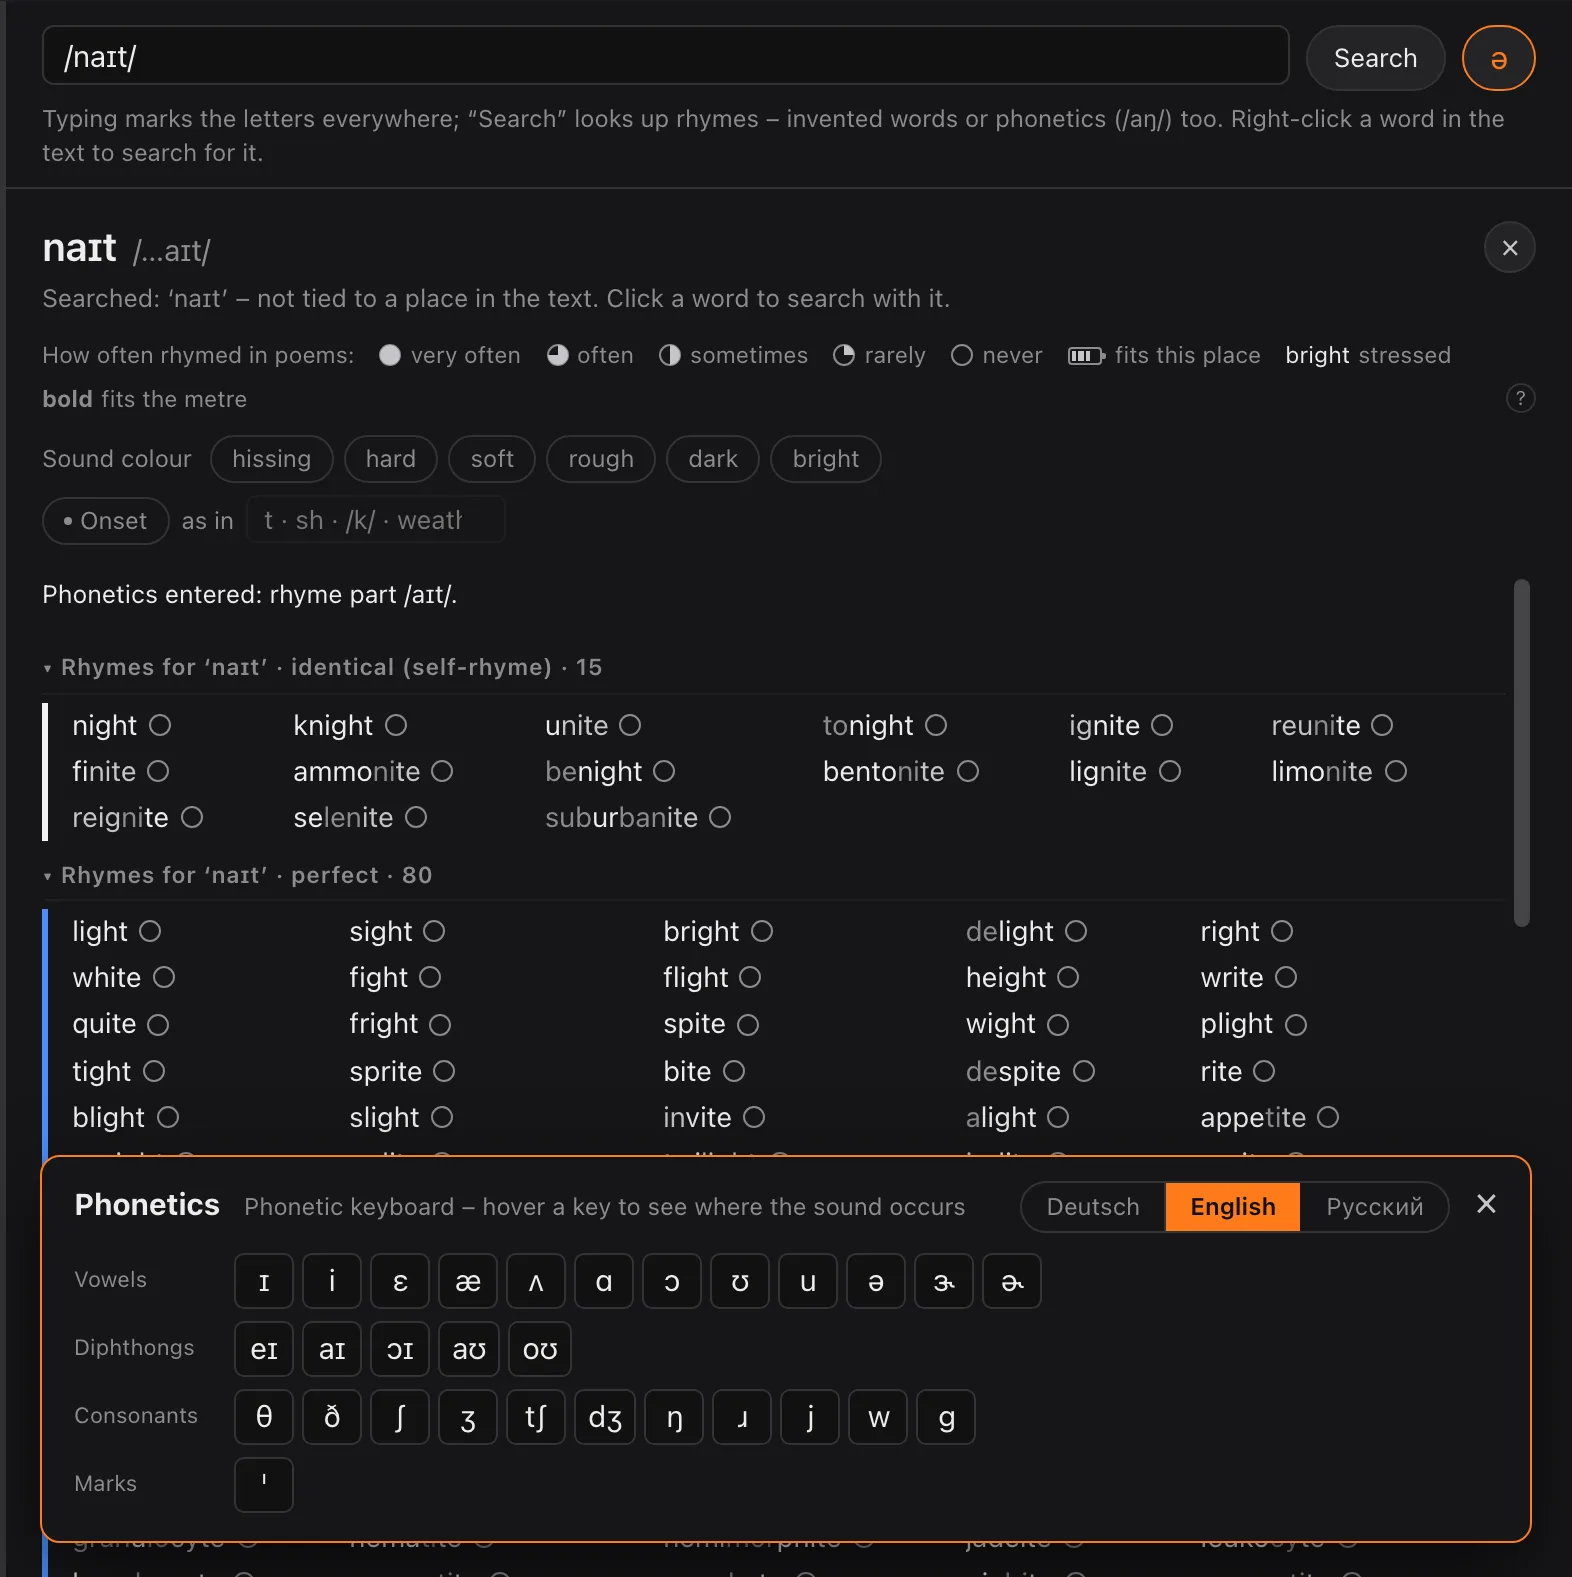 /naɪt/ Search ə
Typing marks the letters everywhere; “Search” looks up rhymes – invented words or phonetics (/aŋ/) too. Right-click a word in the
text to search for it.
naɪt /…aɪt/ ×
Searched: ‘naɪt’ – not tied to a place in the text. Click a word to search with it.
How often rhymed in poems: very often often sometimes rarely never fits this place bright stressed
bold fits the metre ?
Sound colour hissing hard soft rough dark bright
• Onset as in t · sh · /k/ · weath
Phonetics entered: rhyme part /aɪt/.
▾ Rhymes for ‘naɪt’ · identical (self-rhyme) · 15
night knight unite tonight ignite reunite
finite ammonite benight bentonite lignite limonite
reignite selenite suburbanite
▾ Rhymes for ‘naɪt’ · perfect · 80
light sight bright delight right
white fight flight height write
quite fright spite wight plight
tight sprite bite despite rite
blight slight invite alight appetite
Phonetics Phonetic keyboard – hover a key to see where the sound occurs Deutsch English Русский ×
Vowels ɪ i ɛ æ ʌ ɑ ɔ ʊ u ə ɝ ɚ
Diphthongs eɪ aɪ ɔɪ aʊ oʊ
Consonants θ ð ʃ ʒ tʃ dʒ ŋ ɹ j w ɡ
Marks ˈ